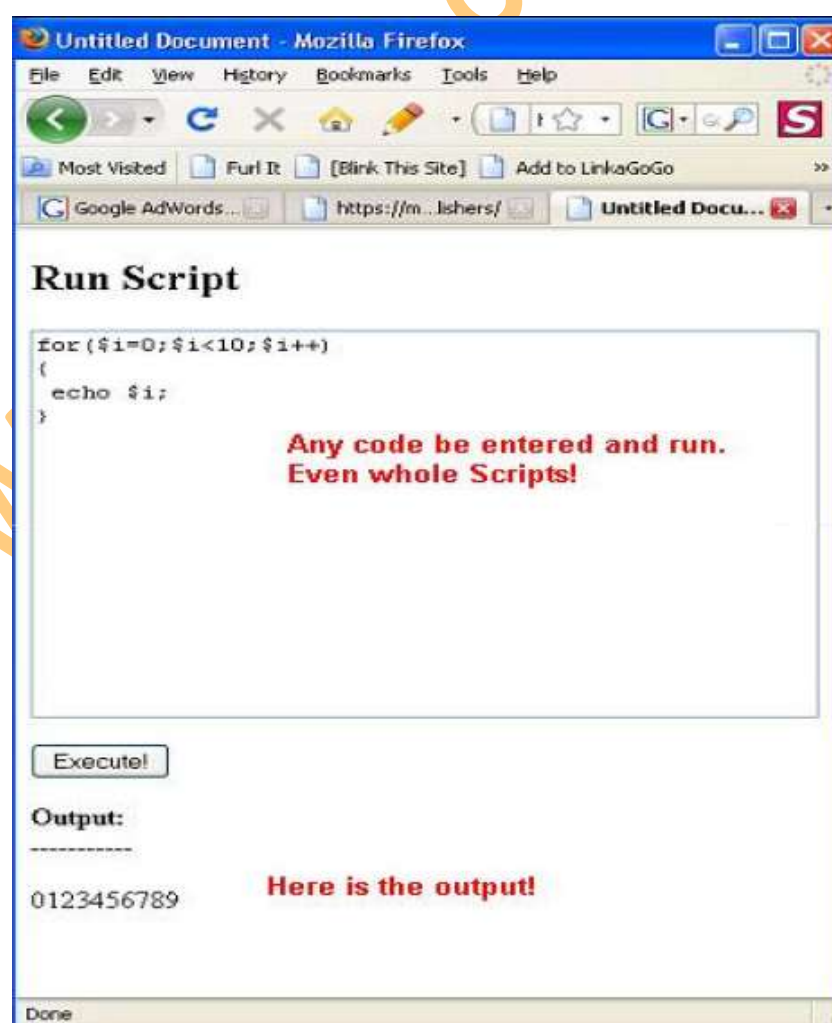 Untitled Document - Mozilla Firefox
File Edit View History Bookmarks Tools Help
Most Visited Furl It [Blink This Site] Add to LinkaGoGo »
Google AdWords... https://m...lishers/ Untitled Docu...
Run Script
for($i=0;$i<10;$i++)
{
echo $i;
}
Any code be entered and run.
Even whole Scripts!
Execute!
Output:
-----------
0123456789
Here is the output!
Done